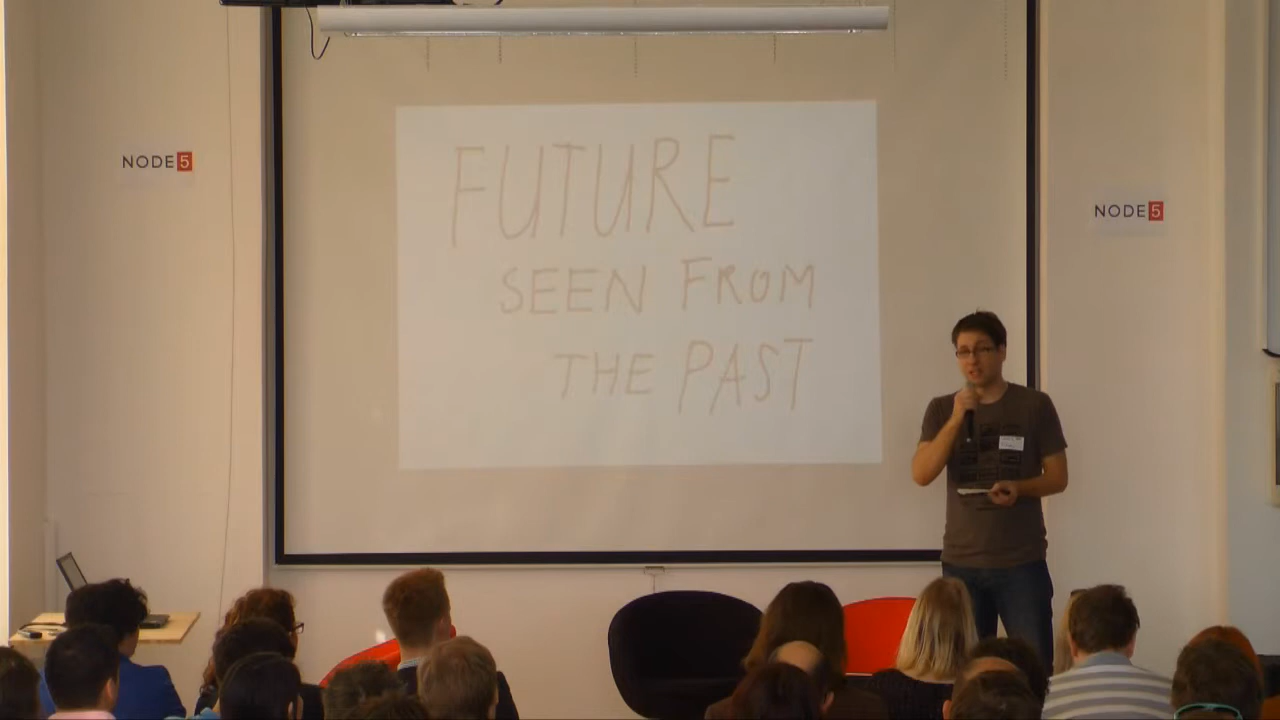 NODE5
FUTURE
SEEN FROM
THE PAST
NODE5